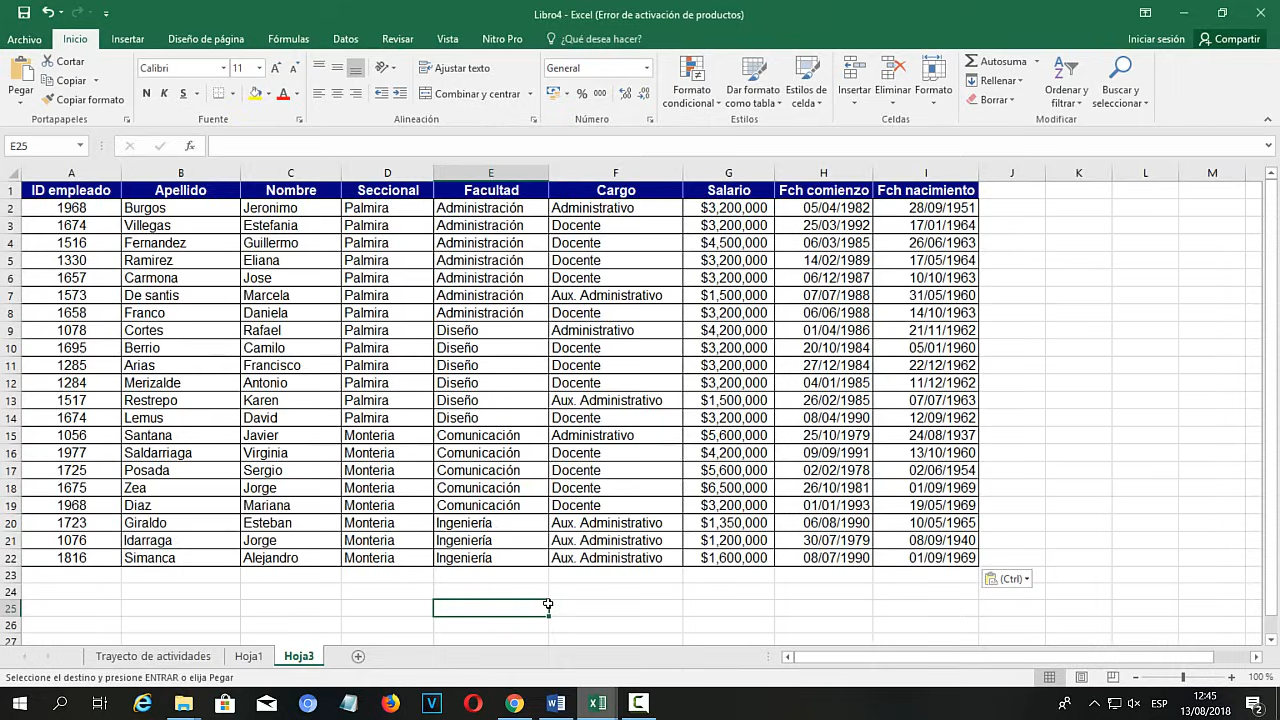 Libro4 - Excel (Error de activación de productos)
Archivo Inicio Insertar Diseño de página Fórmulas Datos Revisar Vista Nitro Pro ¿Qué desea hacer? Iniciar sesión Compartir
Pegar Cortar Copiar Copiar formato Portapapeles
Calibri 11 N K S A Fuente
Ajustar texto Combinar y centrar Alineación
General % 000 Número
Formato condicional Dar formato como tabla Estilos de celda Estilos
Insertar Eliminar Formato Celdas
Autosuma Rellenar Borrar Ordenar y filtrar Buscar y seleccionar Modificar
E25 fx
A B C D E F G H I J K L M
1 ID empleado Apellido Nombre Seccional Facultad Cargo Salario Fch comienzo Fch nacimiento
2 1968 Burgos Jeronimo Palmira Administración Administrativo $3,200,000 05/04/1982 28/09/1951
3 1674 Villegas Estefania Palmira Administración Docente $3,200,000 25/03/1992 17/01/1964
4 1516 Fernandez Guillermo Palmira Administración Docente $4,500,000 06/03/1985 26/06/1963
5 1330 Ramirez Eliana Palmira Administración Docente $3,200,000 14/02/1989 17/05/1964
6 1657 Carmona Jose Palmira Administración Docente $3,200,000 06/12/1987 10/10/1963
7 1573 De santis Marcela Palmira Administración Aux. Administrativo $1,500,000 07/07/1988 31/05/1960
8 1658 Franco Daniela Palmira Administración Docente $3,200,000 06/06/1988 14/10/1963
9 1078 Cortes Rafael Palmira Diseño Administrativo $4,200,000 01/04/1986 21/11/1962
10 1695 Berrio Camilo Palmira Diseño Docente $3,200,000 20/10/1984 05/01/1960
11 1285 Arias Francisco Palmira Diseño Docente $3,200,000 27/12/1984 22/12/1962
12 1284 Merizalde Antonio Palmira Diseño Docente $3,200,000 04/01/1985 11/12/1962
13 1517 Restrepo Karen Palmira Diseño Aux. Administrativo $1,500,000 26/02/1985 07/07/1963
14 1674 Lemus David Palmira Diseño Docente $3,200,000 08/04/1990 12/09/1962
15 1056 Santana Javier Monteria Comunicación Administrativo $5,600,000 25/10/1979 24/08/1937
16 1977 Saldarriaga Virginia Monteria Comunicación Docente $4,200,000 09/09/1991 13/10/1960
17 1725 Posada Sergio Monteria Comunicación Docente $5,600,000 02/02/1978 02/06/1954
18 1675 Zea Jorge Monteria Comunicación Docente $6,500,000 26/10/1981 01/09/1969
19 1968 Diaz Mariana Monteria Comunicación Docente $3,200,000 01/01/1993 19/05/1969
20 1723 Giraldo Esteban Monteria Ingeniería Aux. Administrativo $1,350,000 06/08/1990 10/05/1965
21 1076 Idarraga Jorge Monteria Ingeniería Aux. Administrativo $1,200,000 30/07/1979 08/09/1940
22 1816 Simanca Alejandro Monteria Ingeniería Aux. Administrativo $1,600,000 08/07/1990 01/09/1969
23 (Ctrl)
24
25
26
27
Trayecto de actividades Hoja1 Hoja3
Seleccione el destino y presione ENTRAR o elija Pegar 100 %
ESP 12:45
13/08/2018